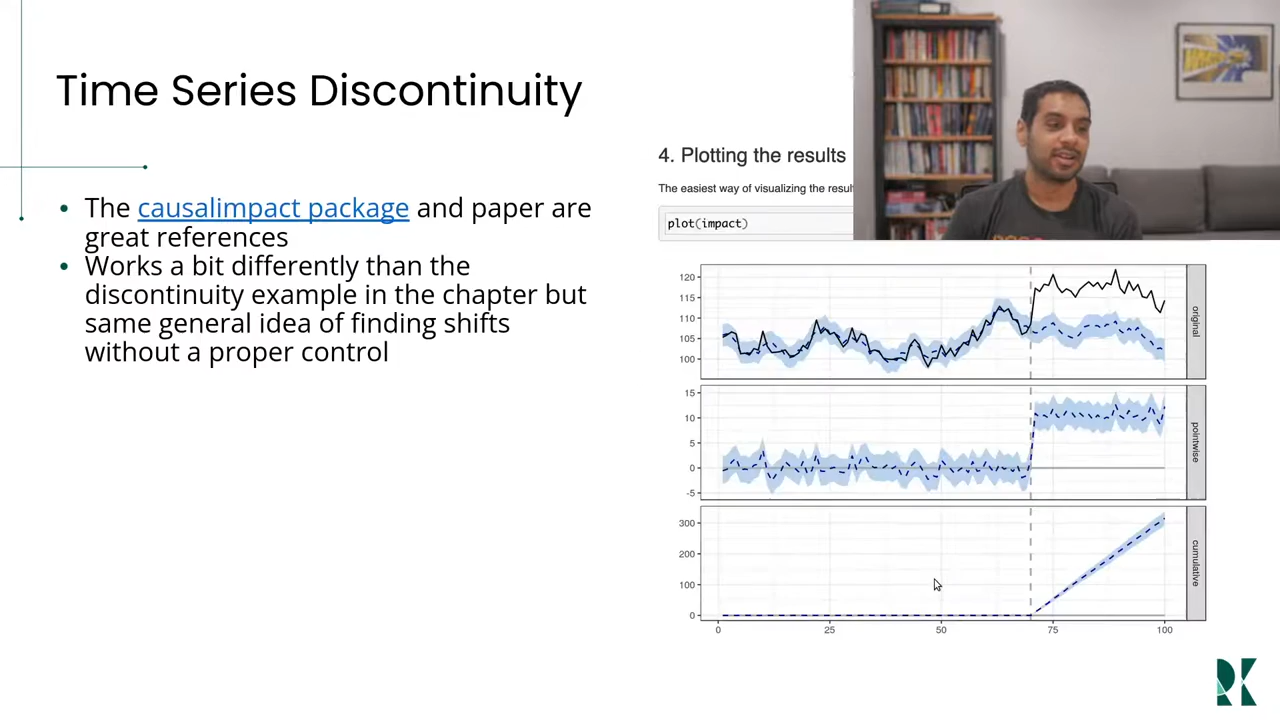 Time Series Discontinuity
The causalimpact package and paper are
great references
Works a bit differently than the
discontinuity example in the chapter but
same general idea of finding shifts
without a proper control
4. Plotting the results
The easiest way of visualizing the
plot(impact)
120
115
110
105
100
original
15
10
5
0
-5
pointwise
300
200
100
0
cumulative
0 25 50 75 100
RK